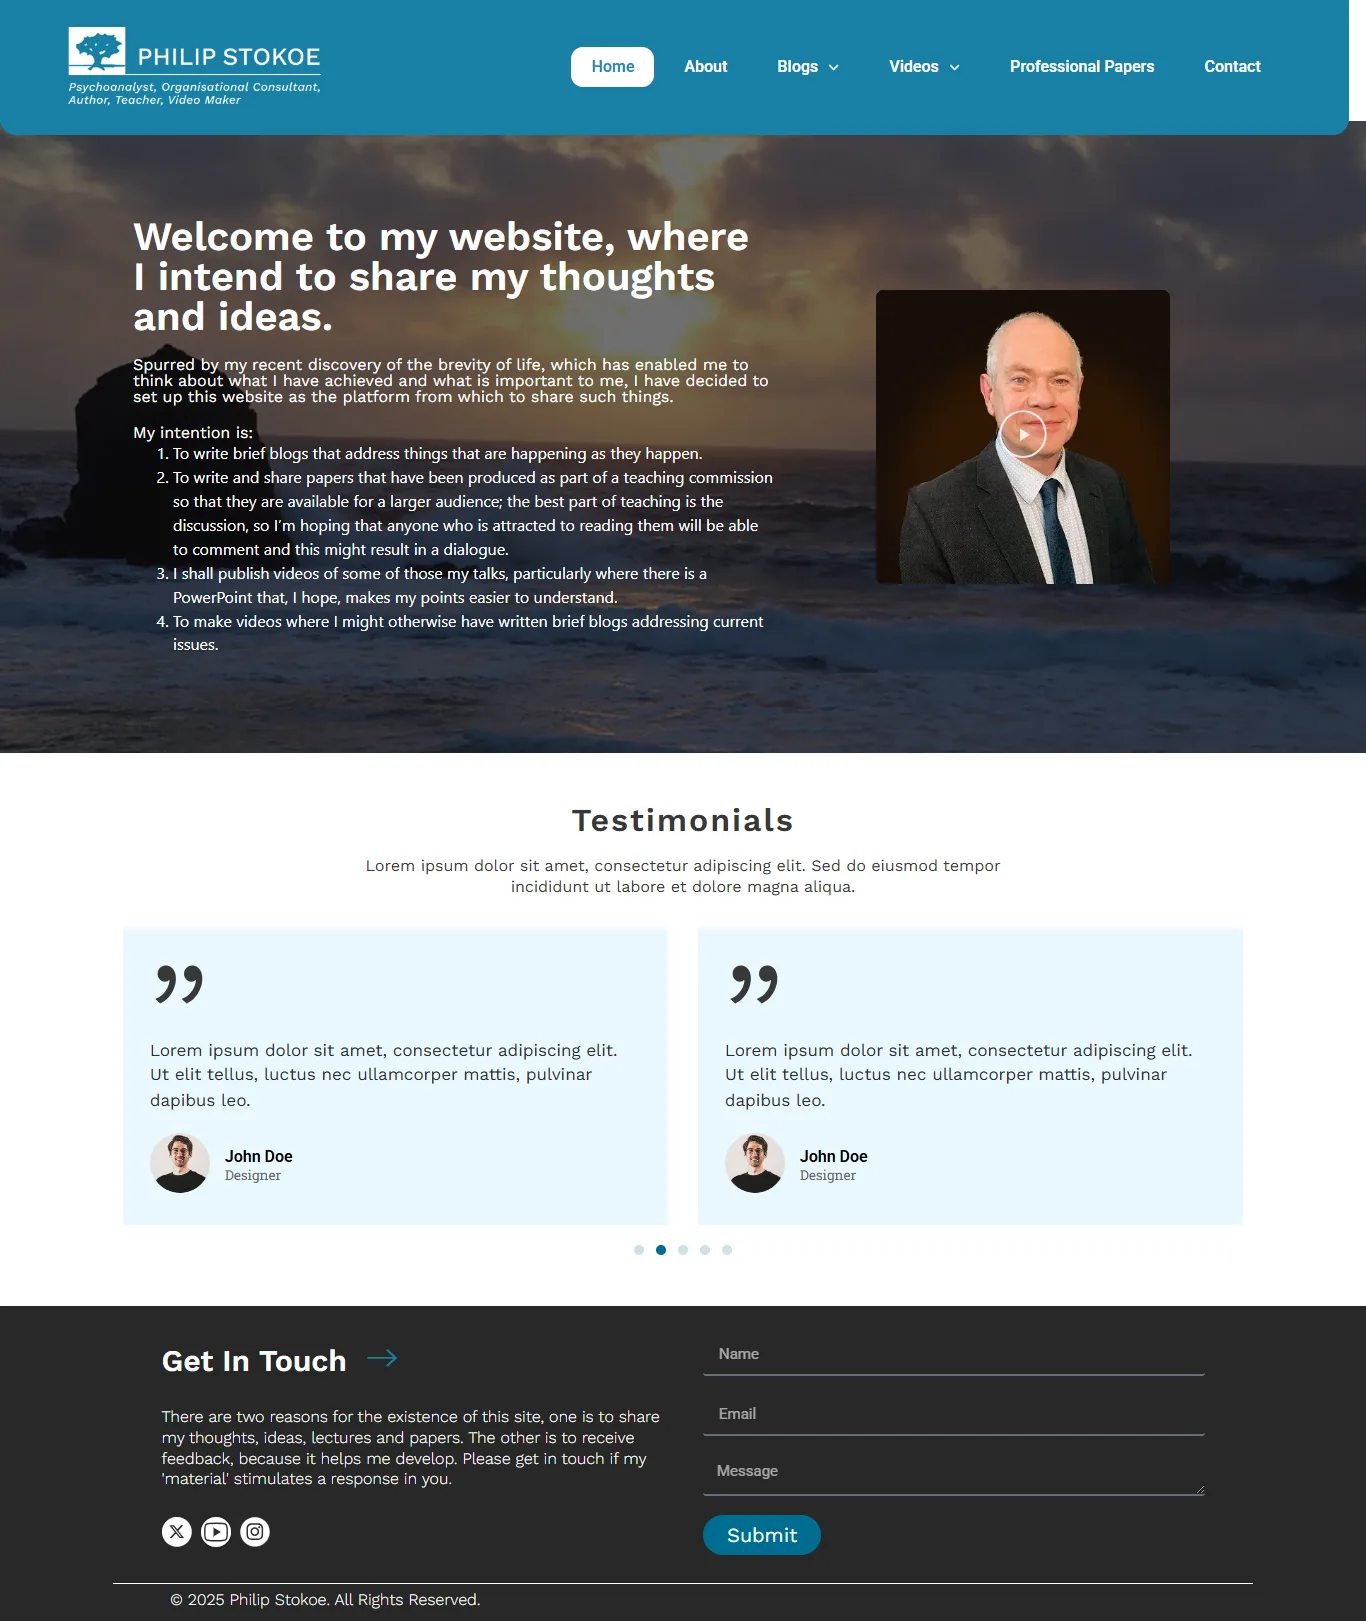 PHILIP STOKOE
Psychoanalyst, Organisational Consultant,
Author, Teacher, Video Maker
Home
About
Blogs
Videos
Professional Papers
Contact
Welcome to my website, where
I intend to share my thoughts
and ideas.
Spurred by my recent discovery of the brevity of life, which has enabled me to
think about what I have achieved and what is important to me, I have decided to
set up this website as the platform from which to share such things.
My intention is:
1. To write brief blogs that address things that are happening as they happen.
2. To write and share papers that have been produced as part of a teaching commission
so that they are available for a larger audience; the best part of teaching is the
discussion, so I'm hoping that anyone who is attracted to reading them will be able
to comment and this might result in a dialogue.
3. I shall publish videos of some of those my talks, particularly where there is a
PowerPoint that, I hope, makes my points easier to understand.
4. To make videos where I might otherwise have written brief blogs addressing current
issues.
Testimonials
Lorem ipsum dolor sit amet, consectetur adipiscing elit. Sed do eiusmod tempor
incididunt ut labore et dolore magna aliqua.
”
Lorem ipsum dolor sit amet, consectetur adipiscing elit.
Ut elit tellus, luctus nec ullamcorper mattis, pulvinar
dapibus leo.
John Doe
Designer
”
Lorem ipsum dolor sit amet, consectetur adipiscing elit.
Ut elit tellus, luctus nec ullamcorper mattis, pulvinar
dapibus leo.
John Doe
Designer
Get In Touch
There are two reasons for the existence of this site, one is to share
my thoughts, ideas, lectures and papers. The other is to receive
feedback, because it helps me develop. Please get in touch if my
'material' stimulates a response in you.
Name
Email
Message
Submit
© 2025 Philip Stokoe. All Rights Reserved.